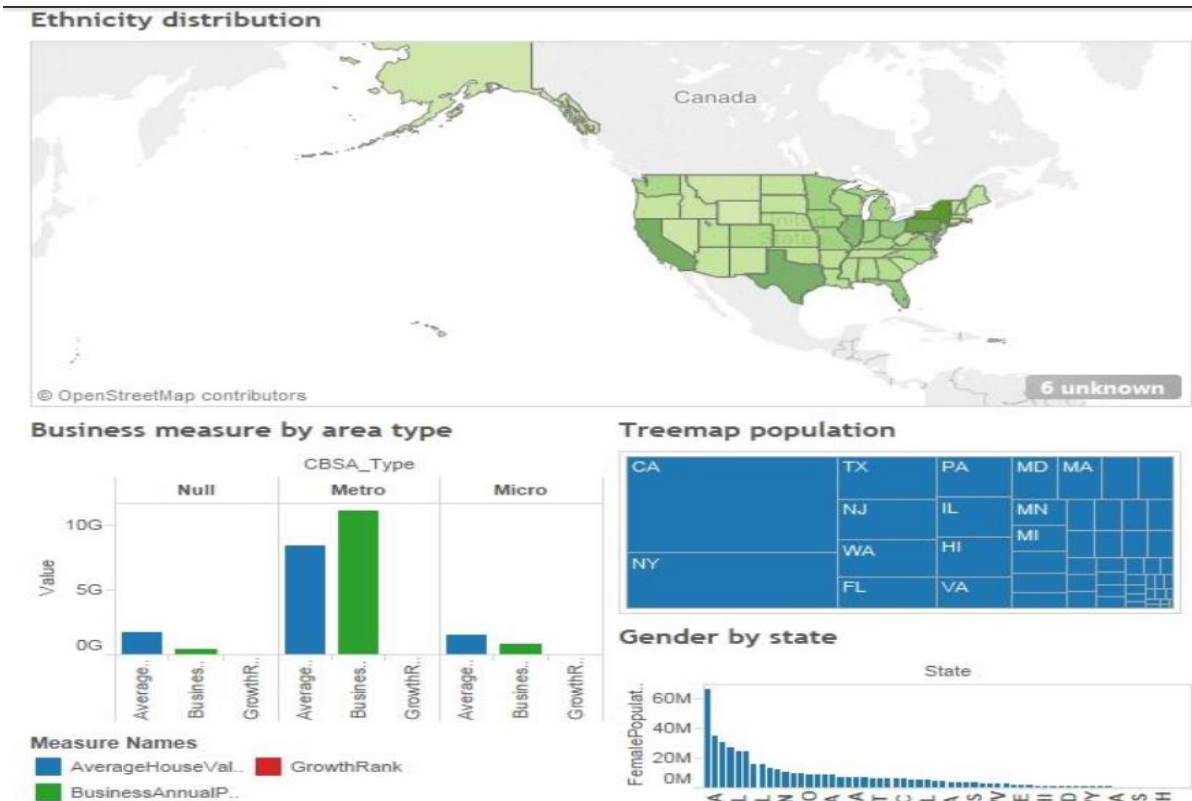 Ethnicity distribution
Canada
United
States
© OpenStreetMap contributors
6 unknown
Business measure by area type
CBSA_Type
Null
Metro
Micro
Value
10G
5G
0G
Average..
Busines..
GrowthR..
Average..
Busines..
GrowthR..
Average..
Busines..
GrowthR..
Measure Names
AverageHouseVal..
GrowthRank
BusinessAnnualP..
Treemap population
CA
TX
PA
MD
MA
NJ
IL
MN
MI
NY
WA
HI
FL
VA
Gender by state
State
FemalePopulat..
60M
40M
20M
0M